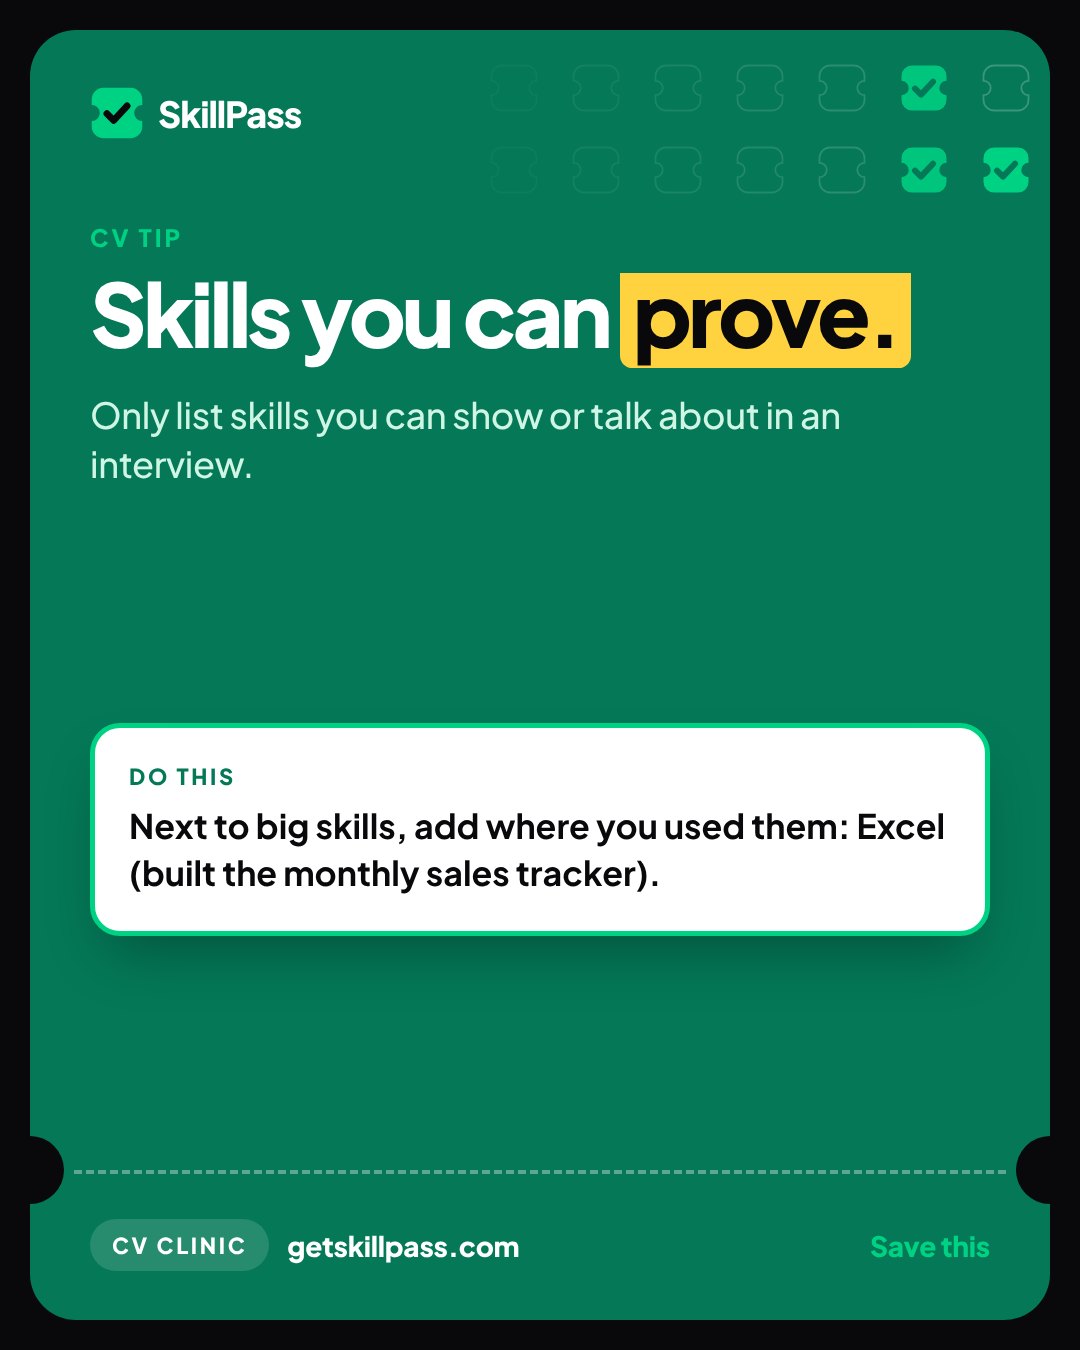 SkillPass
CV TIP
Skills you can prove.
Only list skills you can show or talk about in an
interview.
DO THIS
Next to big skills, add where you used them: Excel
(built the monthly sales tracker).
CV CLINIC getskillpass.com Save this